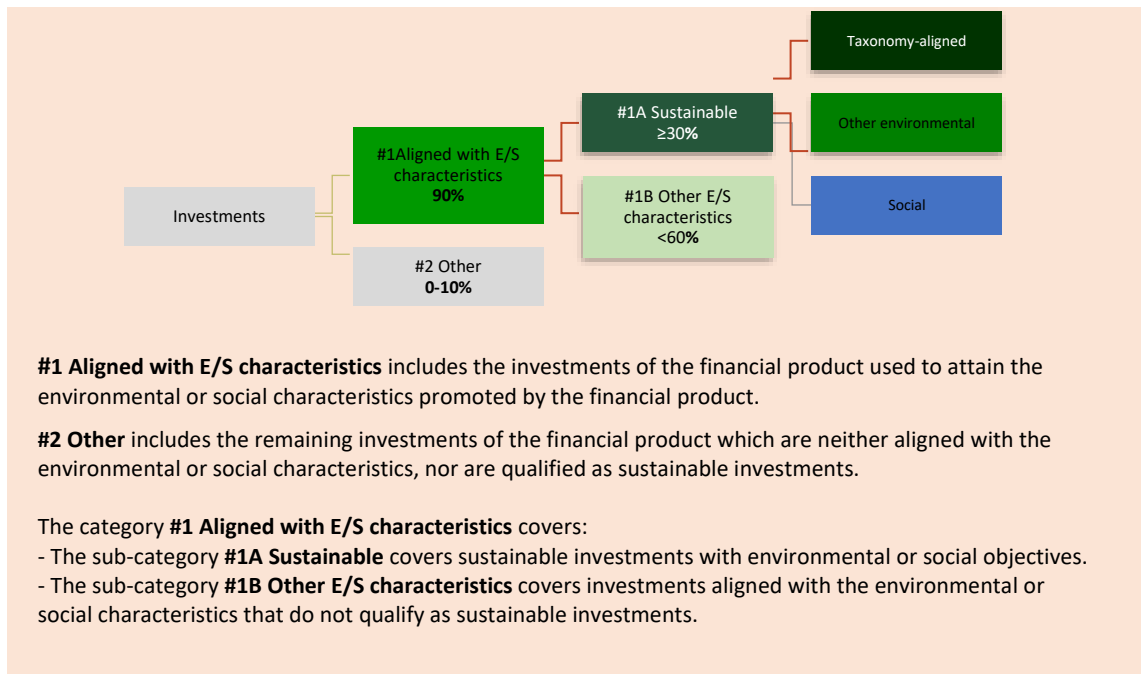 Taxonomy-aligned
#1A Sustainable
≥30%
Other environmental
#1Aligned with E/S
characteristics
90%
#1B Other E/S
characteristics
<60%
Social
Investments
#2 Other
0-10%
#1 Aligned with E/S characteristics includes the investments of the financial product used to attain the
environmental or social characteristics promoted by the financial product.
#2 Other includes the remaining investments of the financial product which are neither aligned with the
environmental or social characteristics, nor are qualified as sustainable investments.
The category #1 Aligned with E/S characteristics covers:
- The sub-category #1A Sustainable covers sustainable investments with environmental or social objectives.
- The sub-category #1B Other E/S characteristics covers investments aligned with the environmental or
social characteristics that do not qualify as sustainable investments.